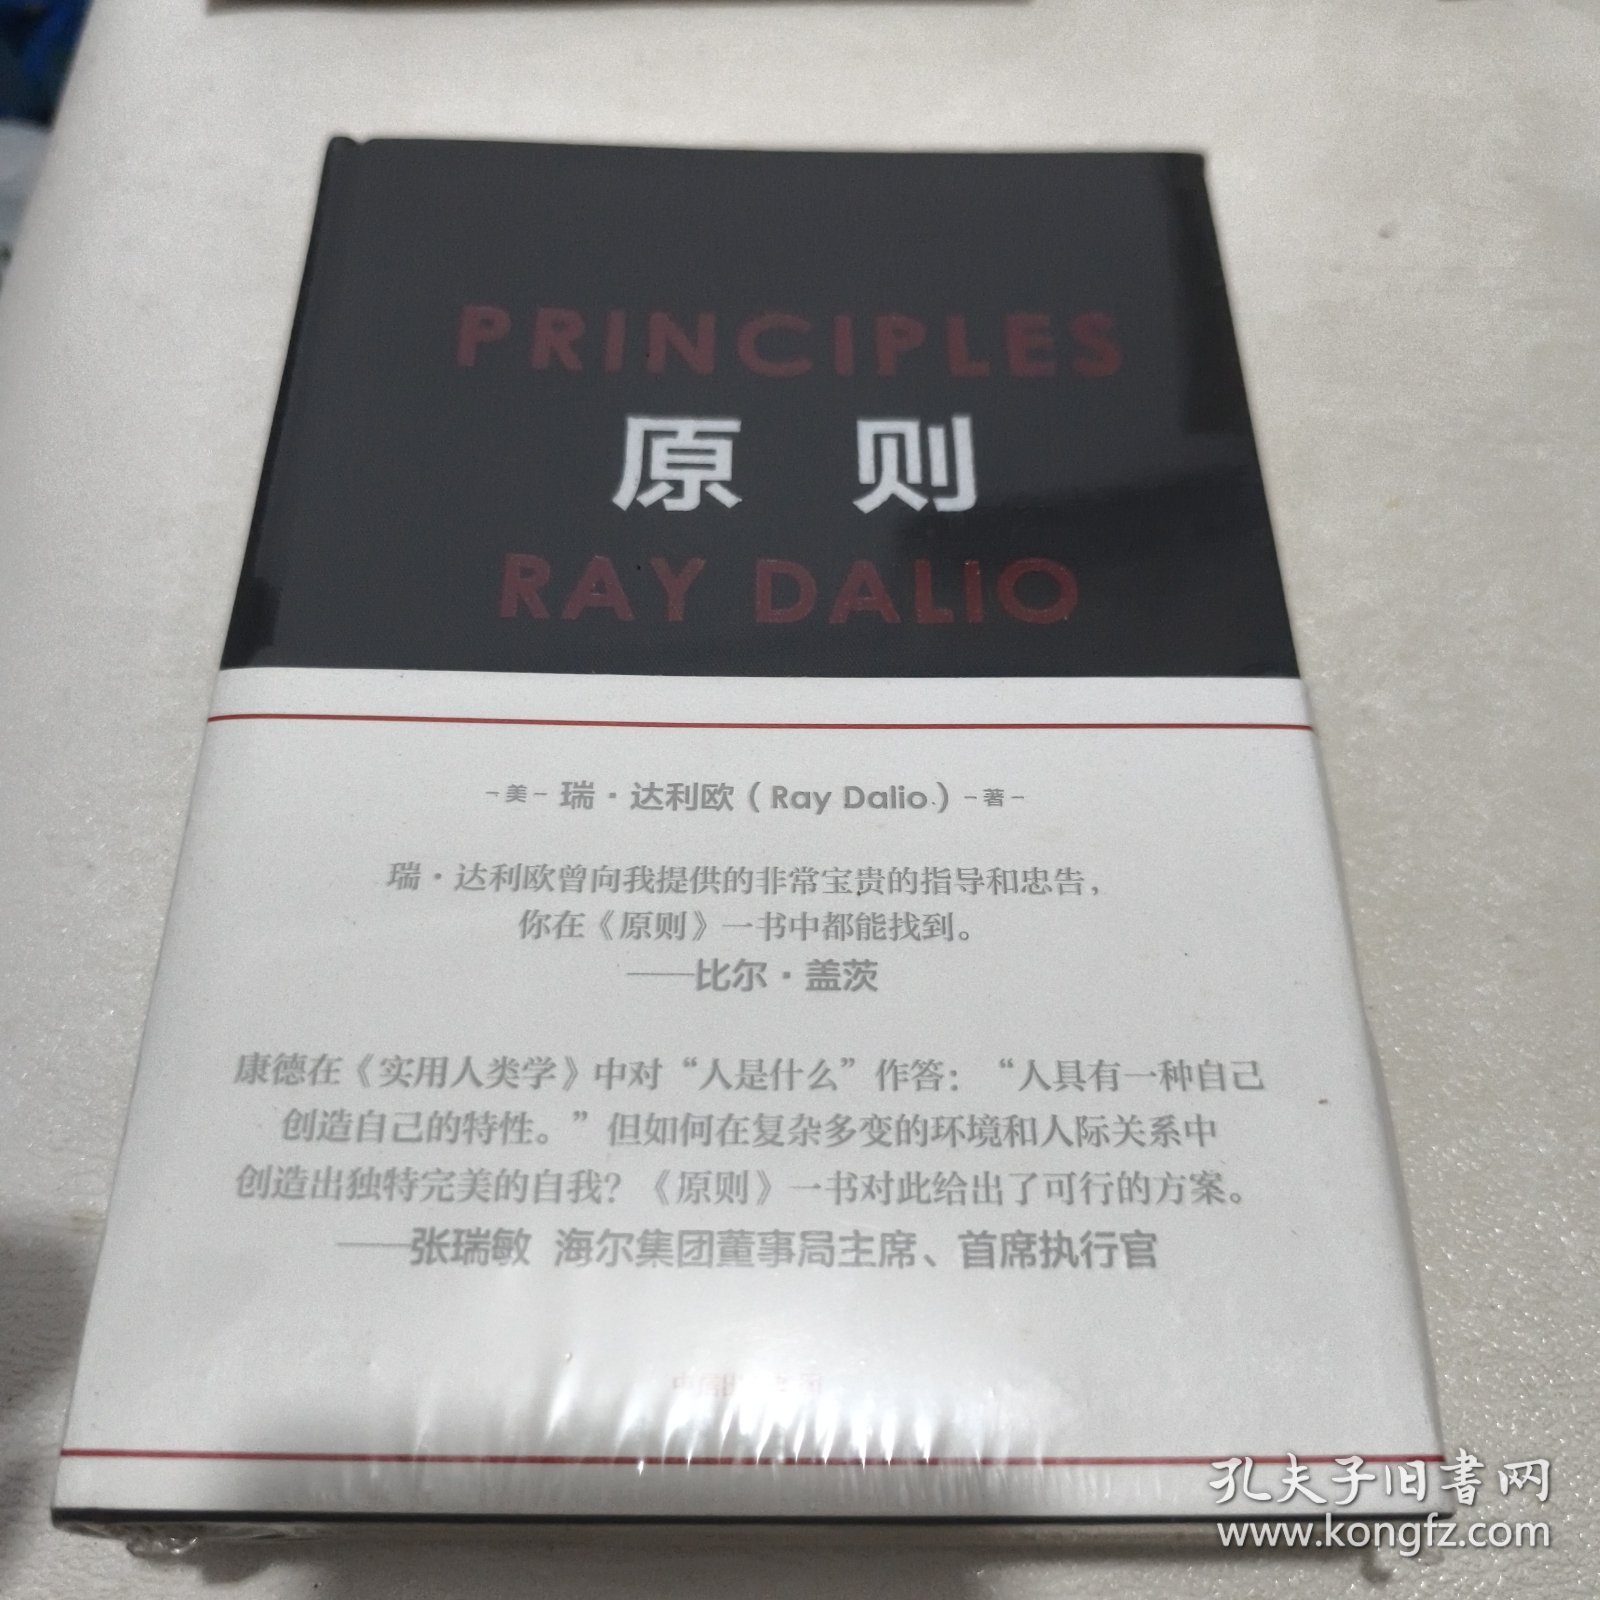 PRINCIPLES
原则
RAY DALIO
-美- 瑞·达利欧（Ray Dalio）-著-
瑞·达利欧曾向我提供的非常宝贵的指导和忠告，
你在《原则》一书中都能找到。
——比尔·盖茨
康德在《实用人类学》中对“人是什么”作答：“人具有一种自己
创造自己的特性。”但如何在复杂多变的环境和人际关系中
创造出独特完美的自我？《原则》一书对此给出了可行的方案。
——张瑞敏 海尔集团董事局主席、首席执行官
孔夫子旧书网
www.kongfz.com